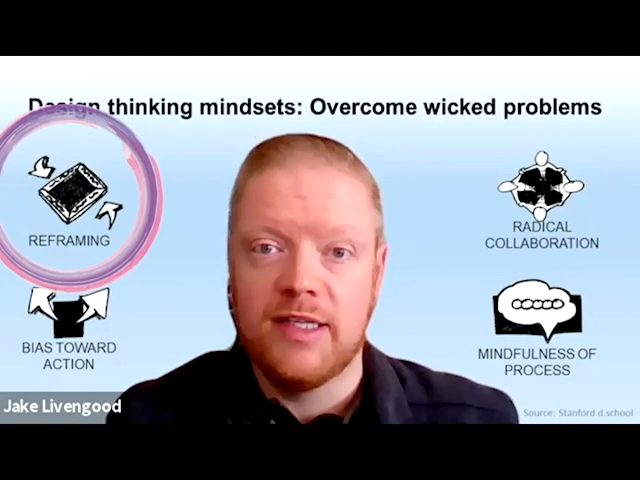 Design thinking mindsets: Overcome wicked problems
REFRAMING
RADICAL
COLLABORATION
BIAS TOWARD
ACTION
MINDFULNESS OF
PROCESS
Jake Livengood
Source: Stanford d.school